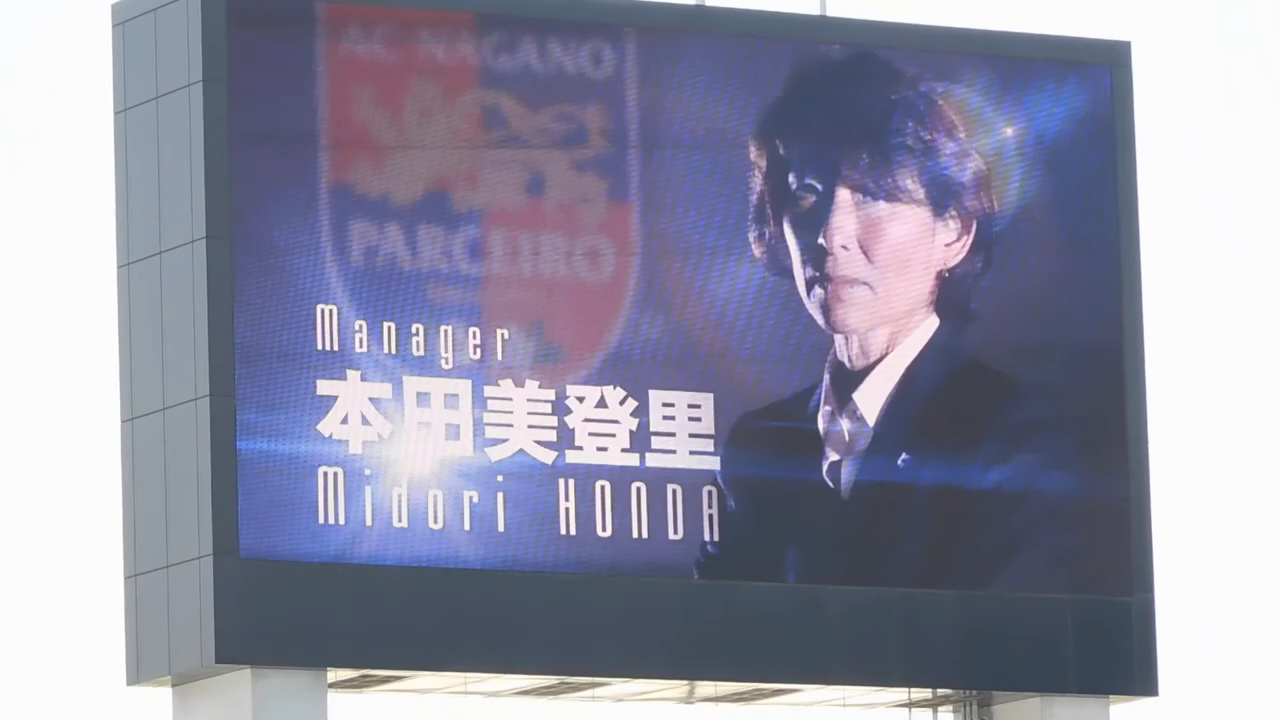 AC NAGANO
PARCEIRO
Manager
本田美登里
Midori HONDA